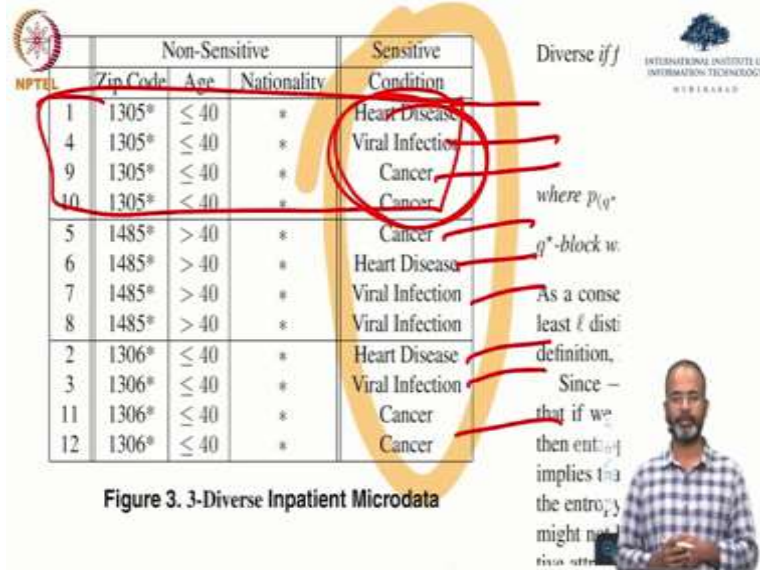 NPTEL
Non-Sensitive Sensitive
Zip Code Age Nationality Condition
1 1305* ≤ 40 * Heart Disease
4 1305* ≤ 40 * Viral Infection
9 1305* ≤ 40 * Cancer
10 1305* ≤ 40 * Cancer
5 1485* > 40 * Cancer
6 1485* > 40 * Heart Disease
7 1485* > 40 * Viral Infection
8 1485* > 40 * Viral Infection
2 1306* ≤ 40 * Heart Disease
3 1306* ≤ 40 * Viral Infection
11 1306* ≤ 40 * Cancer
12 1306* ≤ 40 * Cancer
Figure 3. 3-Diverse Inpatient Microdata
INTERNATIONAL INSTITUTE
INFORMATION TECHNOLOGY
HYDERABAD
Diverse if
where
q*-block
As a conse
least ℓ disti
definition,
Since –
that if we
then
implies
the entropy
might